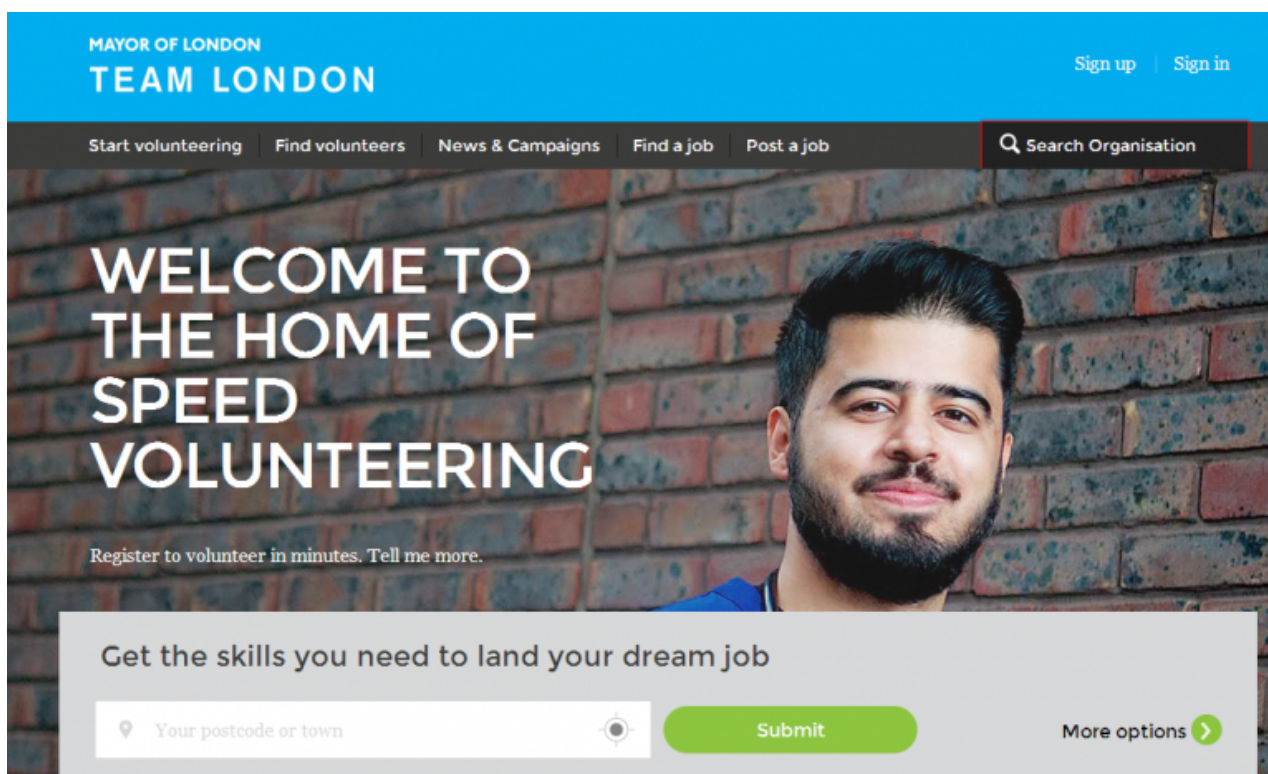 MAYOR OF LONDON
TEAM LONDON
Sign up Sign in
Start volunteering Find volunteers News & Campaigns Find a job Post a job Search Organisation
WELCOME TO
THE HOME OF
SPEED
VOLUNTEERING
Register to volunteer in minutes. Tell me more.
Get the skills you need to land your dream job
Your postcode or town Submit More options